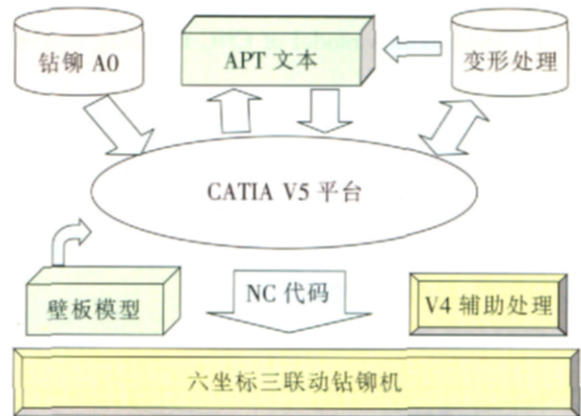 钻铆 A0
APT 文本
变形处理
CATIA V5 平台
壁板模型
NC 代码
V4 辅助处理
六坐标三联动钻铆机